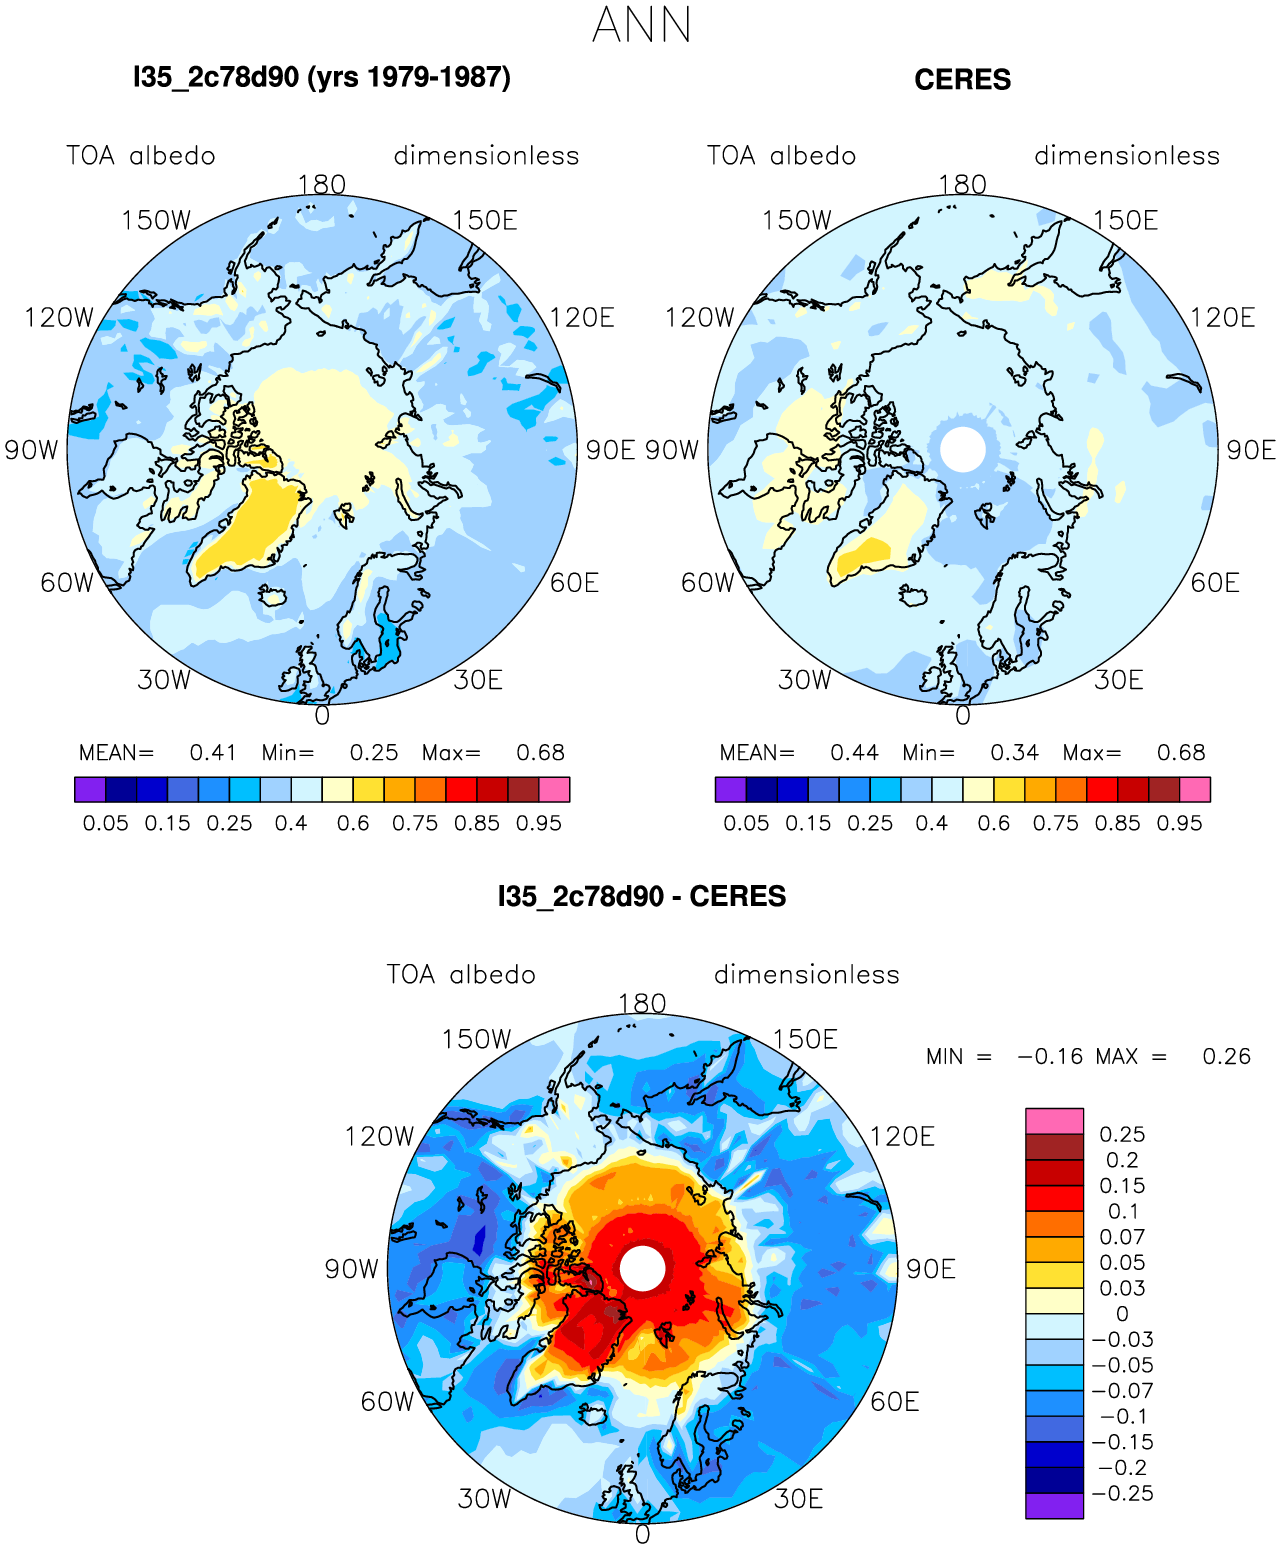 ANN
I35_2c78d90 (yrs 1979-1987)
CERES
TOA albedo dimensionless
TOA albedo dimensionless
180
180
150W 150E
150W 150E
120W 120E
120W 120E
90W 90E
90W 90E
60W 60E
60W 60E
30W 30E
30W 30E
0
0
MEAN= 0.41 Min= 0.25 Max= 0.68
MEAN= 0.44 Min= 0.34 Max= 0.68
0.05 0.15 0.25 0.4 0.6 0.75 0.85 0.95
0.05 0.15 0.25 0.4 0.6 0.75 0.85 0.95
I35_2c78d90 - CERES
TOA albedo dimensionless
180
150W 150E
MIN = −0.16 MAX = 0.26
120W 120E
90W 90E
60W 60E
30W 30E
0
0.25
0.2
0.15
0.1
0.07
0.05
0.03
0
−0.03
−0.05
−0.07
−0.1
−0.15
−0.2
−0.25